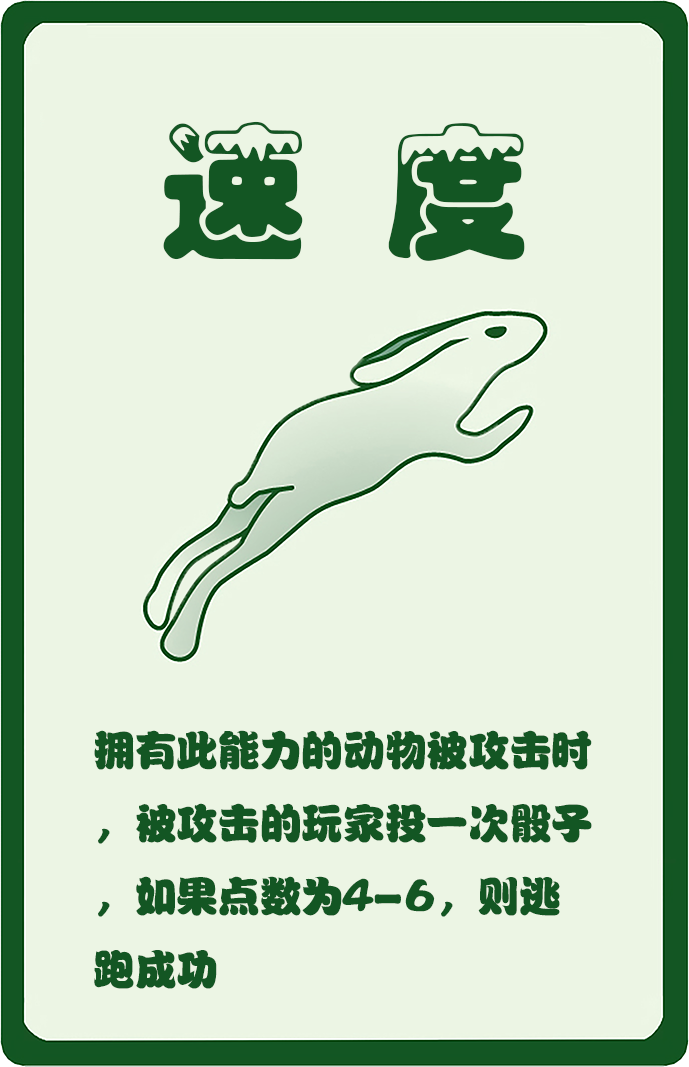 速度
拥有此能力的动物被攻击时
，被攻击的玩家投一次骰子
，如果点数为4-6，则逃
跑成功